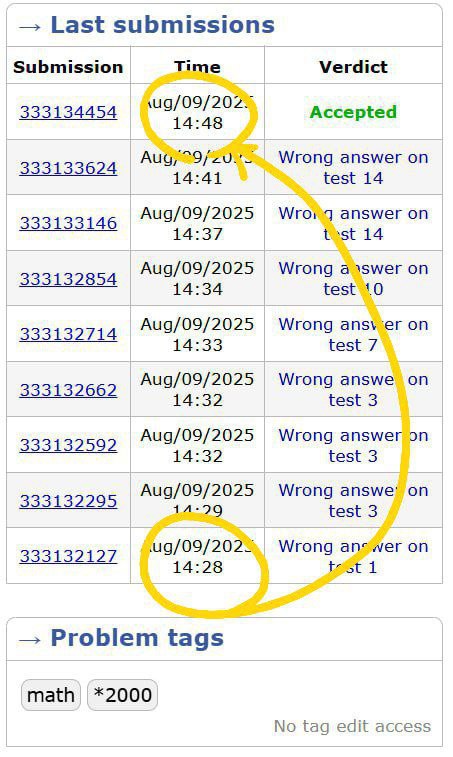 → Last submissions
Submission Time Verdict
333134454 Aug/09/2025 14:48 Accepted
333133624 Aug/09/2025 14:41 Wrong answer on test 14
333133146 Aug/09/2025 14:37 Wrong answer on test 14
333132854 Aug/09/2025 14:34 Wrong answer on test 10
333132714 Aug/09/2025 14:33 Wrong answer on test 7
333132662 Aug/09/2025 14:32 Wrong answer on test 3
333132592 Aug/09/2025 14:32 Wrong answer on test 3
333132295 Aug/09/2025 14:29 Wrong answer on test 3
333132127 Aug/09/2025 14:28 Wrong answer on test 1
→ Problem tags
math *2000
No tag edit access